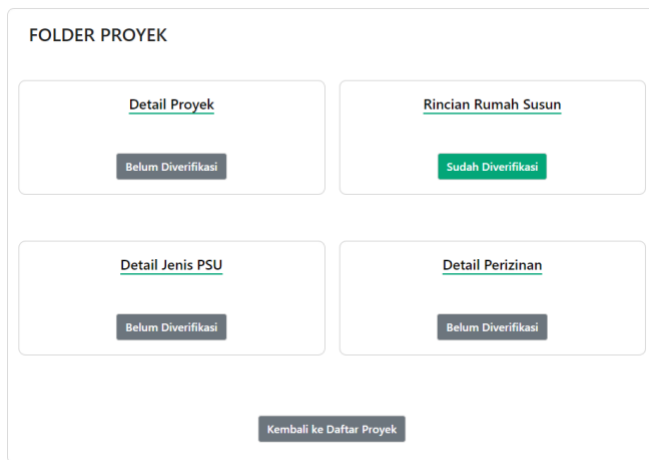 FOLDER PROYEK
Detail Proyek
Belum Diverifikasi
Rincian Rumah Susun
Sudah Diverifikasi
Detail Jenis PSU
Belum Diverifikasi
Detail Perizinan
Belum Diverifikasi
Kembali ke Daftar Proyek